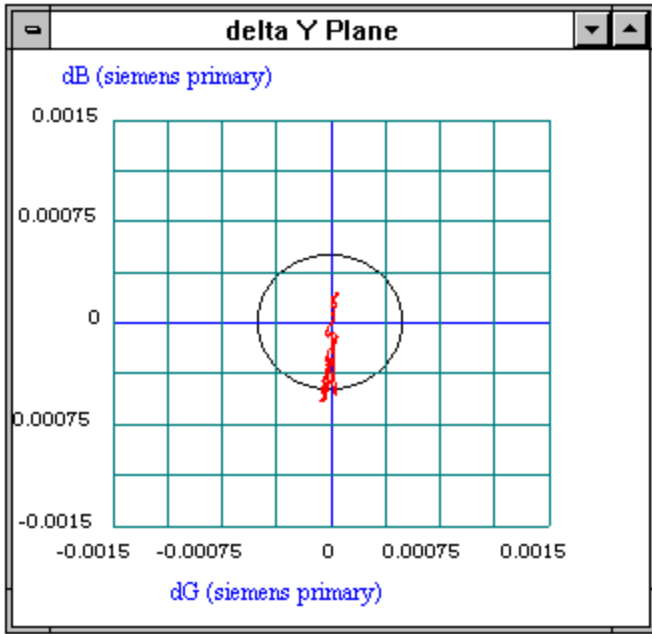 delta Y Plane
dB (siemens primary)
0.0015
0.00075
0
0.00075
-0.0015
-0.0015 -0.00075 0 0.00075 0.0015
dG (siemens primary)